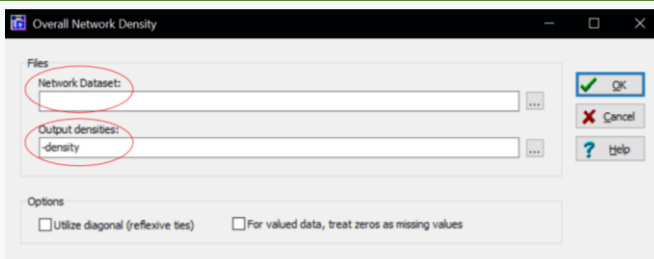 Overall Network Density
Files
Network Dataset:
...
OK
Output densities:
Cancel
-density
...
Help
Options
Utilize diagonal (reflexive ties)
For valued data, treat zeros as missing values